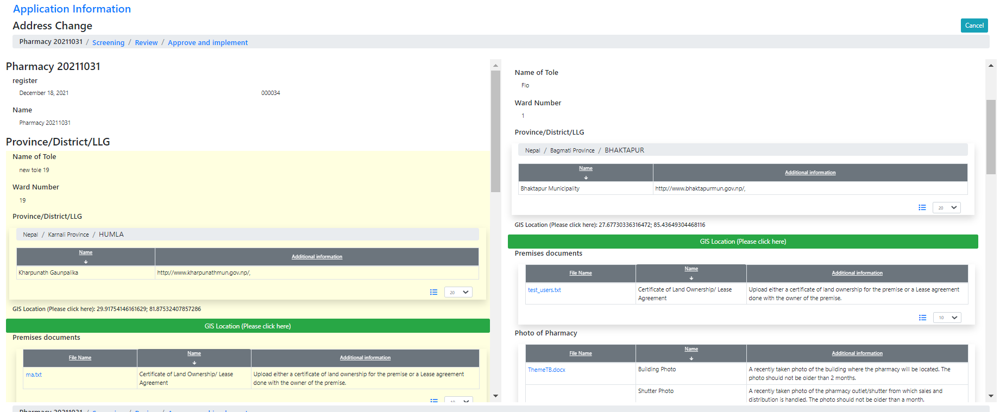 Application Information
Address Change
Cancel
Pharmacy 20211031 / Screening / Review / Approve and implement
Pharmacy 20211031
register
December 18, 2021 000034
Name
Pharmacy 20211031
Province/District/LLG
Name of Tole
new tole 19
Ward Number
19
Province/District/LLG
Nepal / Karnali Province / HUMLA
Name Additional information
Kharpunath Gaunpalika http://www.kharpunathmun.gov.np/,
20
GIS Location (Please click here): 29.91754146161629; 81.87532407857286
GIS Location (Please click here)
Premises documents
File Name Name Additional information
ma.txt Certificate of Land Ownership/ Lease Agreement Upload either a certificate of land ownership for the premise or a Lease agreement done with the owner of the premise.
10
Name of Tole
Flo
Ward Number
1
Province/District/LLG
Nepal / Bagmati Province / BHAKTAPUR
Name Additional information
Bhaktapur Municipality http://www.bhaktapurmun.gov.np/,
20
GIS Location (Please click here): 27.67730336316472; 85.43649304468116
GIS Location (Please click here)
Premises documents
File Name Name Additional information
test_users.txt Certificate of Land Ownership/ Lease Agreement Upload either a certificate of land ownership for the premise or a Lease agreement done with the owner of the premise.
10
Photo of Pharmacy
File Name Name Additional information
ThemeTB.docx Building Photo A recently taken photo of the building where the pharmacy will be located. The photo should not be older than 2 months.
Shutter Photo A recently taken photo of the pharmacy outlet/shutter from which sales and distribution is handled. The photo should not be older than a month.
Pharmacy 20211031 / Screening / Review / Approve and implement